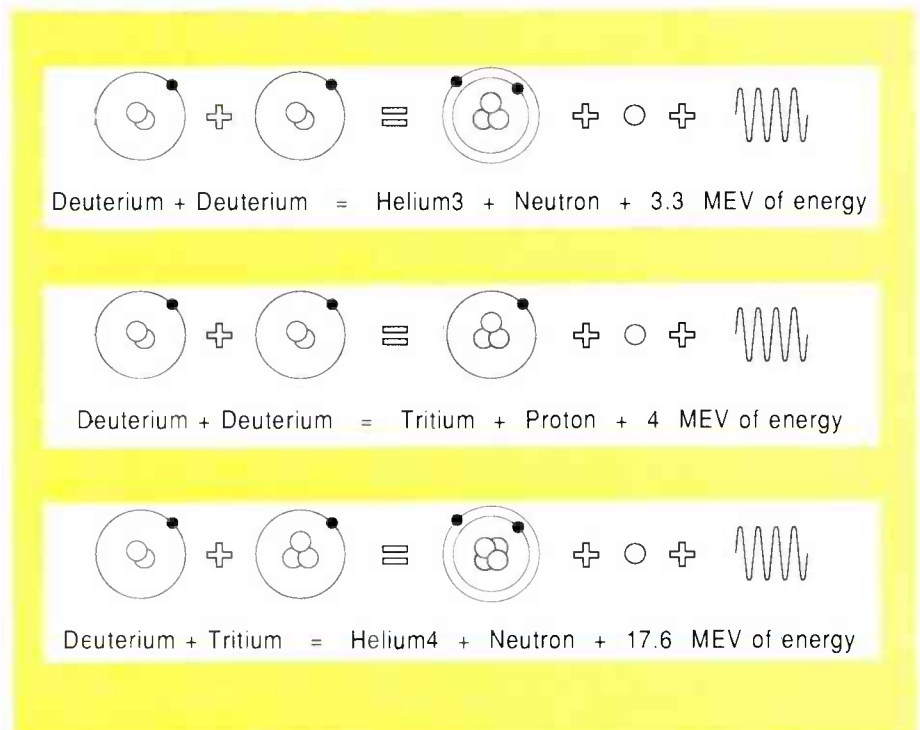 Deuterium + Deuterium = Helium3 + Neutron + 3.3 MEV of energy
Deuterium + Deuterium = Tritium + Proton + 4 MEV of energy
Deuterium + Tritium = Helium4 + Neutron + 17.6 MEV of energy